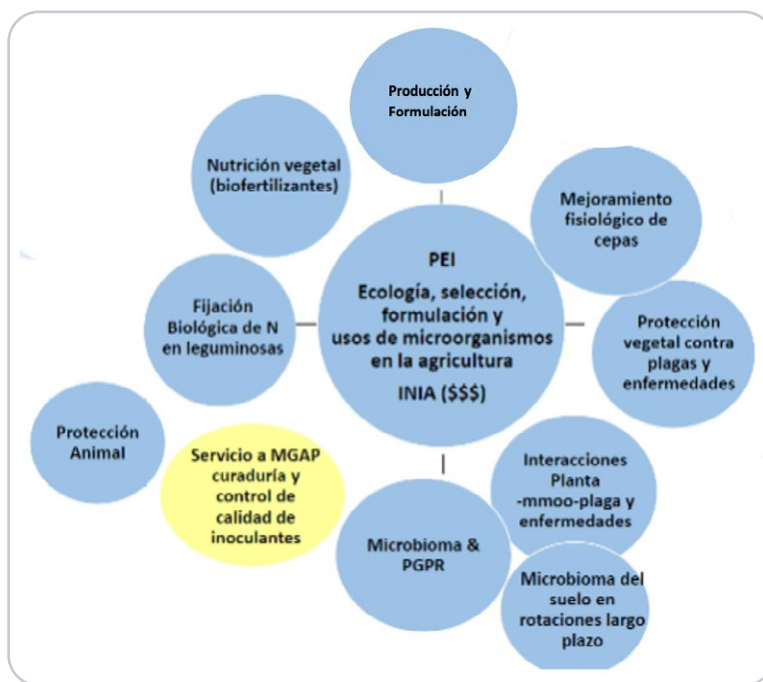 Producción y
Formulación
Nutrición vegetal
(biofertilizantes)
Mejoramiento
fisiológico de
cepas
PEI
Ecología, selección,
formulación y
usos de microorganismos
en la agricultura
INIA ($$$)
Fijación
Biológica de N
en leguminosas
Protección
vegetal contra
plagas y
enfermedades
Protección
Animal
Servicio a MGAP
curaduría y
control de
calidad de
inoculantes
Interacciones
Planta
-mmoo-plaga y
enfermedades
Microbioma &
PGPR
Microbioma del
suelo en
rotaciones largo
plazo